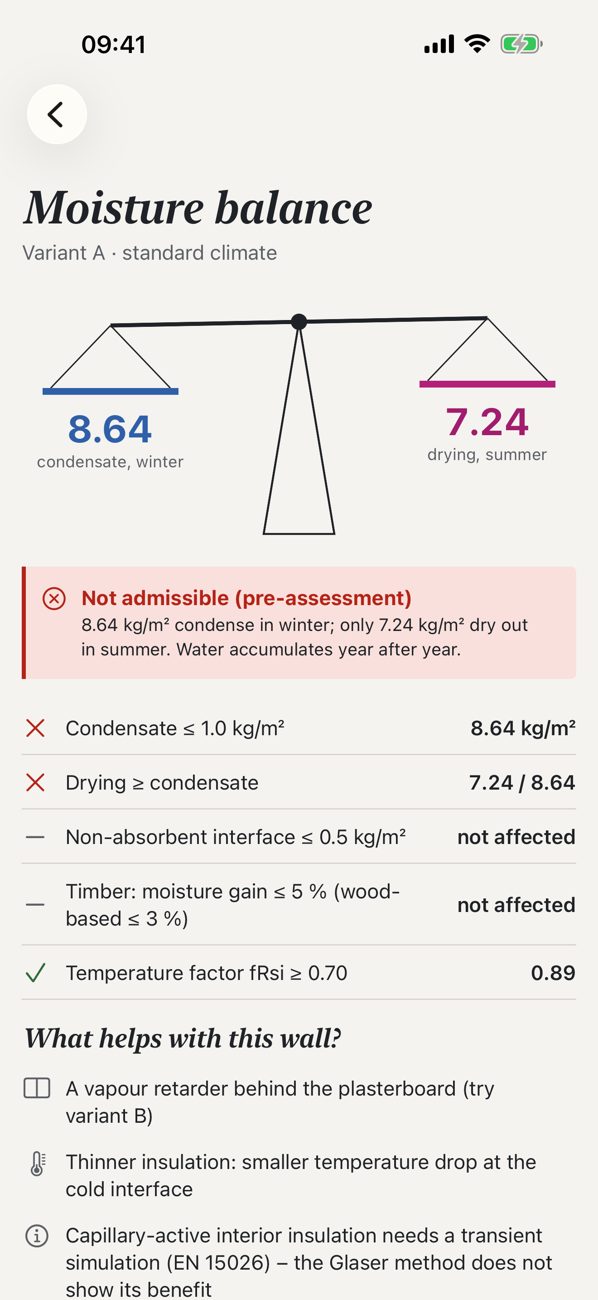 09:41
Moisture balance
Variant A · standard climate
8.64
condensate, winter
7.24
drying, summer
Not admissible (pre-assessment)
8.64 kg/m² condense in winter; only 7.24 kg/m² dry out
in summer. Water accumulates year after year.
Condensate ≤ 1.0 kg/m² 8.64 kg/m²
Drying ≥ condensate 7.24 / 8.64
Non-absorbent interface ≤ 0.5 kg/m² not affected
Timber: moisture gain ≤ 5 % (wood-
based ≤ 3 %) not affected
Temperature factor fRsi ≥ 0.70 0.89
What helps with this wall?
A vapour retarder behind the plasterboard (try
variant B)
Thinner insulation: smaller temperature drop at the
cold interface
Capillary-active interior insulation needs a transient
simulation (EN 15026) – the Glaser method does not
show its benefit